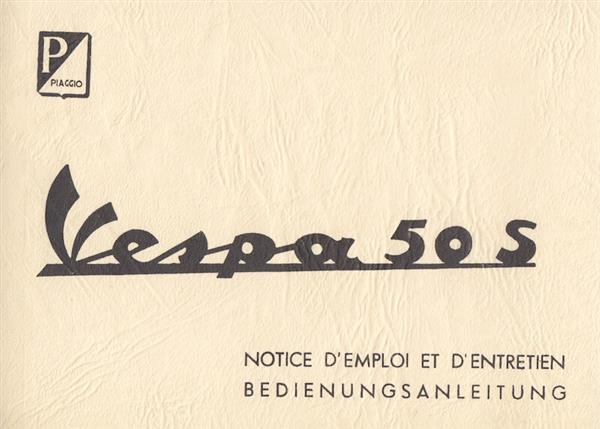 P
PIAGGIO
Vespa 50 S
NOTICE D'EMPLOI ET D'ENTRETIEN
BEDIENUNGSANLEITUNG